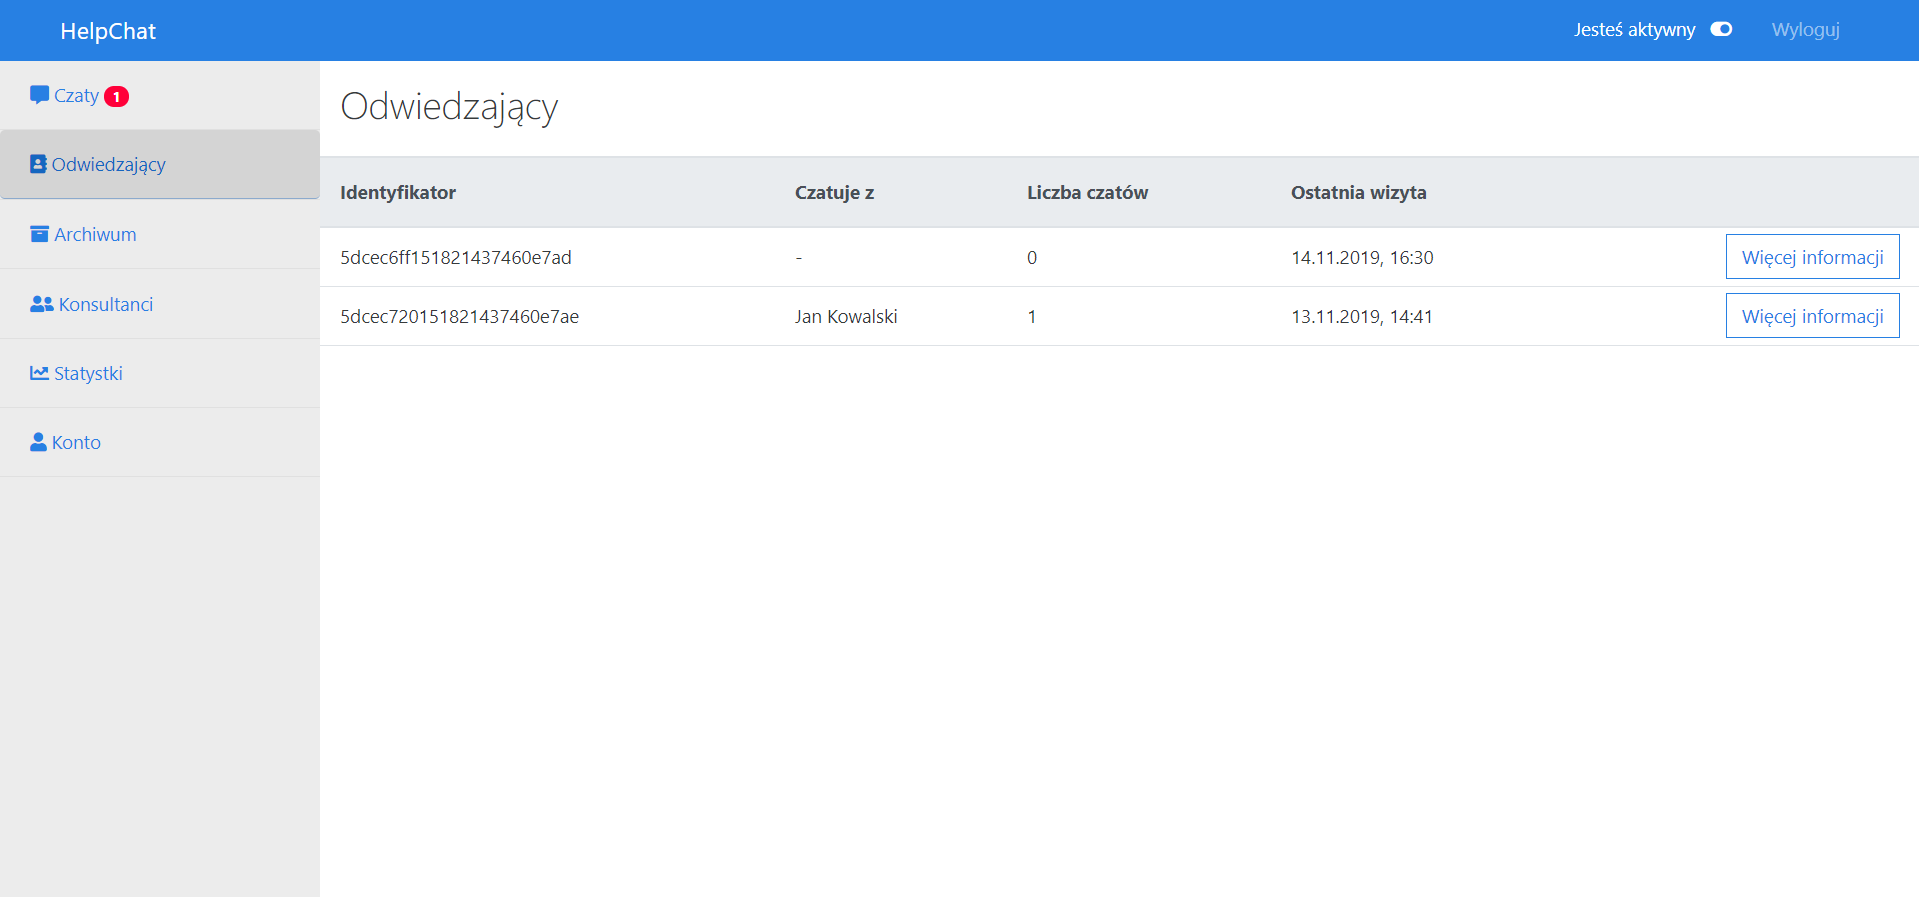 HelpChat
Jesteś aktywny
Wyloguj
Czaty 1
Odwiedzający
Archiwum
Konsultanci
Statystki
Konto
Odwiedzający
Identyfikator Czatuje z Liczba czatów Ostatnia wizyta
5dcec6ff151821437460e7ad - 0 14.11.2019, 16:30 Więcej informacji
5dcec720151821437460e7ae Jan Kowalski 1 13.11.2019, 14:41 Więcej informacji